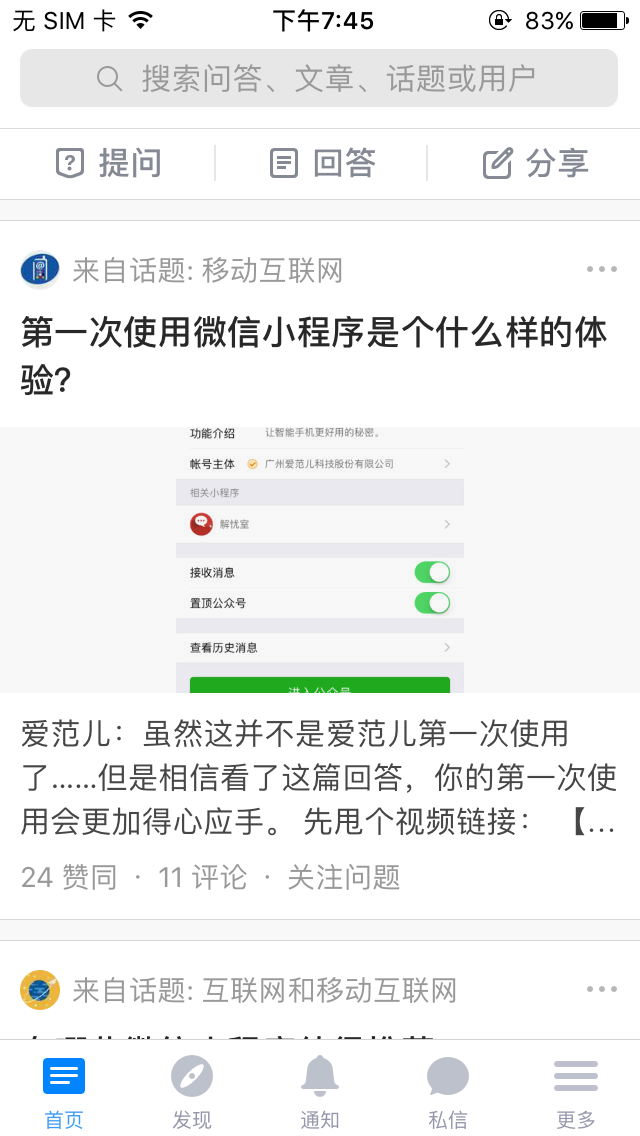 无 SIM 卡 下午7:45 83%
搜索问答、文章、话题或用户
提问 回答 分享
来自话题: 移动互联网
第一次使用微信小程序是个什么样的体
验?
功能介绍 让智能手机更好用的秘密。
帐号主体 广州爱范儿科技股份有限公司
相关小程序
解忧室
接收消息
置顶公众号
查看历史消息
进入公众号
爱范儿：虽然这并不是爱范儿第一次使用
了……但是相信看了这篇回答，你的第一次使
用会更加得心应手。 先甩个视频链接： 【...
24 赞同 · 11 评论 · 关注问题
来自话题: 互联网和移动互联网
首页 发现 通知 私信 更多